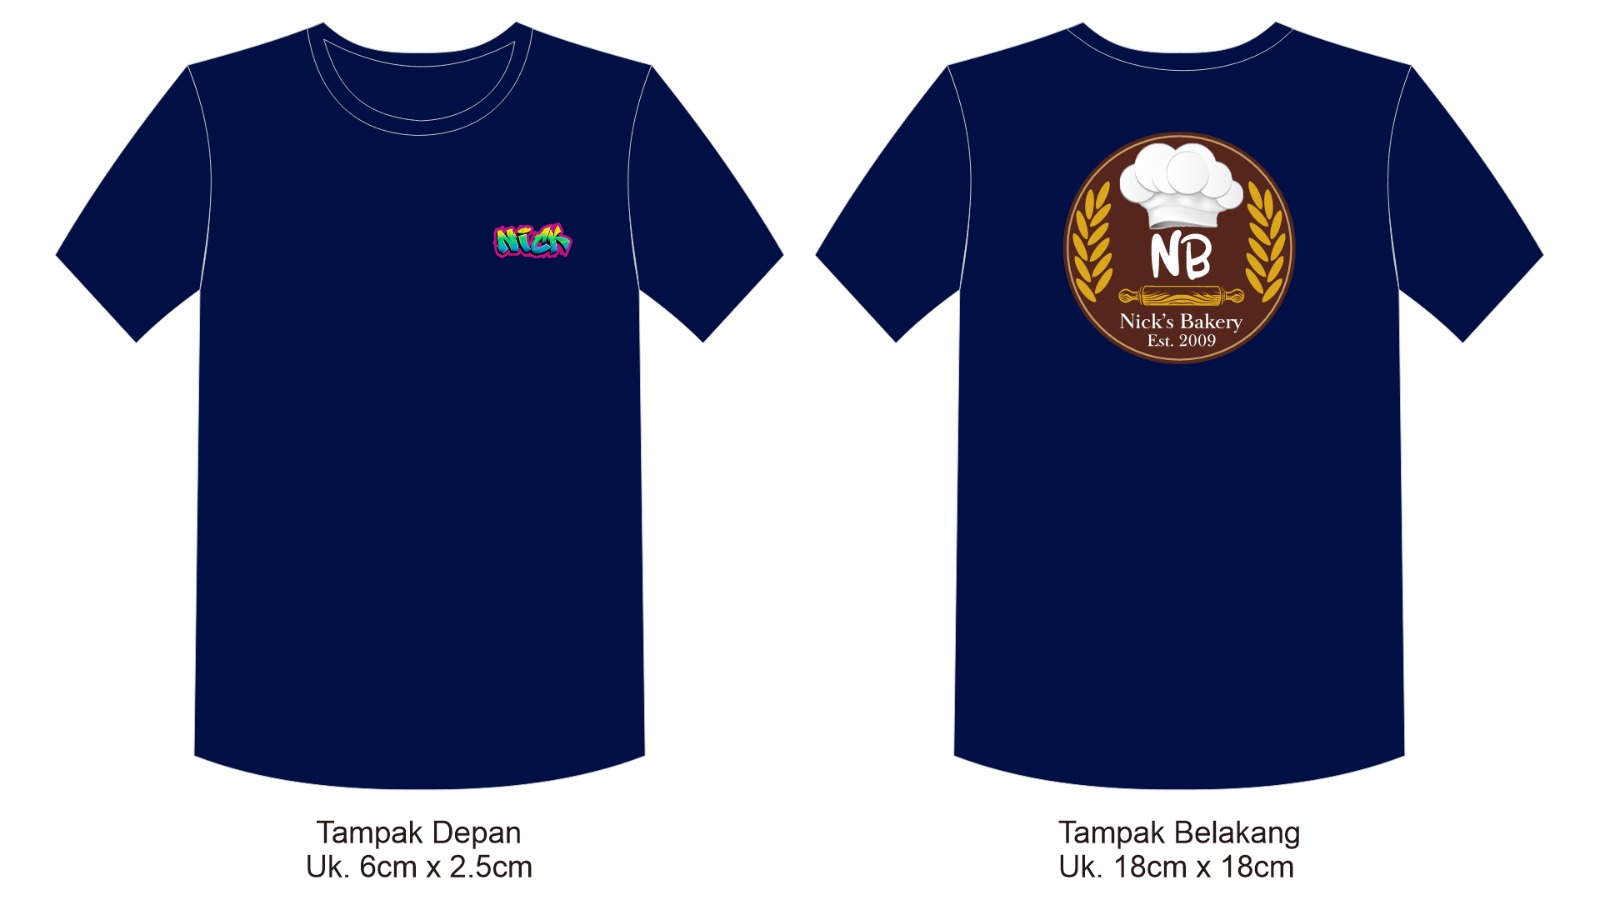 NiCK
NB
Nick's Bakery
Est. 2009
Tampak Depan
Uk. 6cm x 2.5cm
Tampak Belakang
Uk. 18cm x 18cm